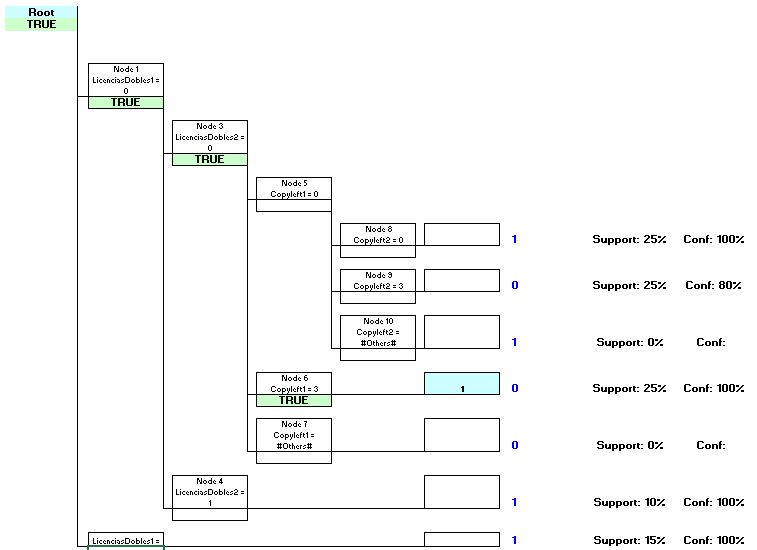 Root
TRUE
Node 1
LicenciasDobles1 =
0
TRUE
Node 3
LicenciasDobles2 =
0
TRUE
Node 5
Copyleft1 = 0
Node 8
Copyleft2 = 0
1 Support: 25% Conf: 100%
Node 9
Copyleft2 = 3
0 Support: 25% Conf: 80%
Node 10
Copyleft2 =
#Others#
1 Support: 0% Conf:
Node 6
Copyleft1 = 3
TRUE
1 0 Support: 25% Conf: 100%
Node 7
Copyleft1 =
#Others#
0 Support: 0% Conf:
Node 4
LicenciasDobles2 =
1
1 Support: 10% Conf: 100%
LicenciasDobles1 =
1 Support: 15% Conf: 100%